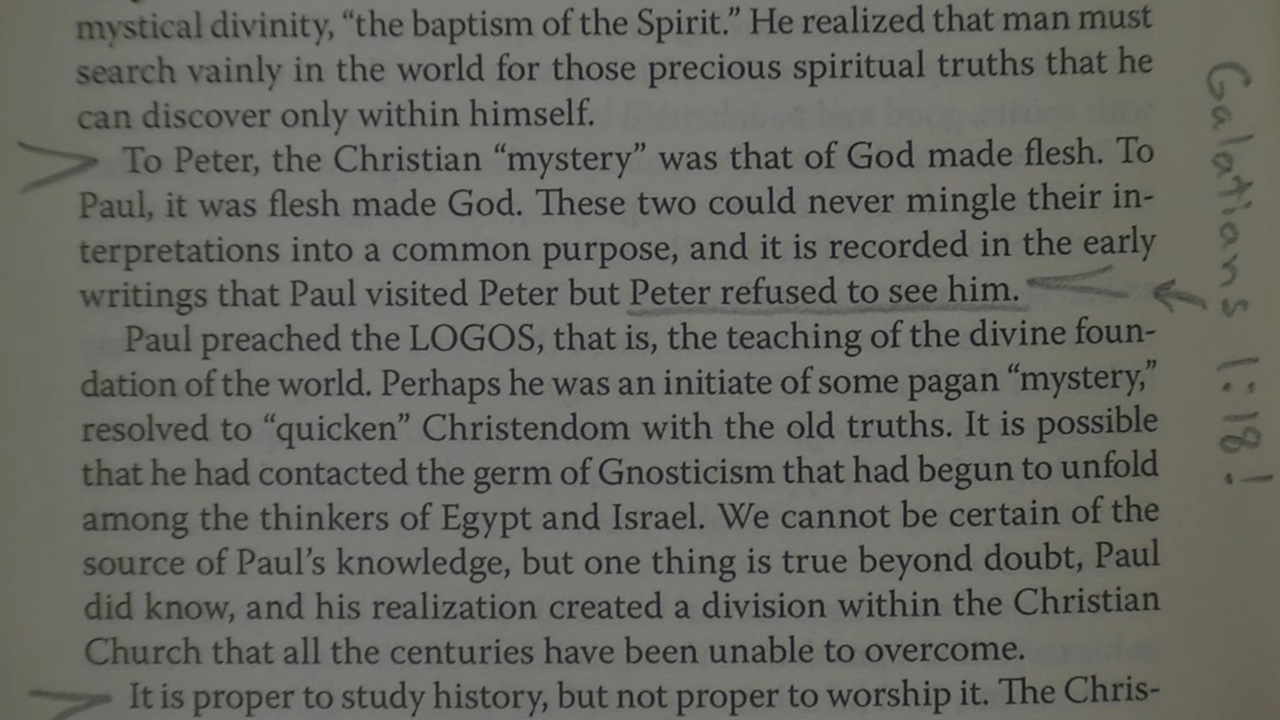 mystical divinity, “the baptism of the Spirit.” He realized that man must
search vainly in the world for those precious spiritual truths that he
can discover only within himself.
To Peter, the Christian “mystery” was that of God made flesh. To
Paul, it was flesh made God. These two could never mingle their in-
terpretations into a common purpose, and it is recorded in the early
writings that Paul visited Peter but Peter refused to see him.
Paul preached the LOGOS, that is, the teaching of the divine foun-
dation of the world. Perhaps he was an initiate of some pagan “mystery,”
resolved to “quicken” Christendom with the old truths. It is possible
that he had contacted the germ of Gnosticism that had begun to unfold
among the thinkers of Egypt and Israel. We cannot be certain of the
source of Paul’s knowledge, but one thing is true beyond doubt, Paul
did know, and his realization created a division within the Christian
Church that all the centuries have been unable to overcome.
It is proper to study history, but not proper to worship it. The Chris-
Galatians 1:18!